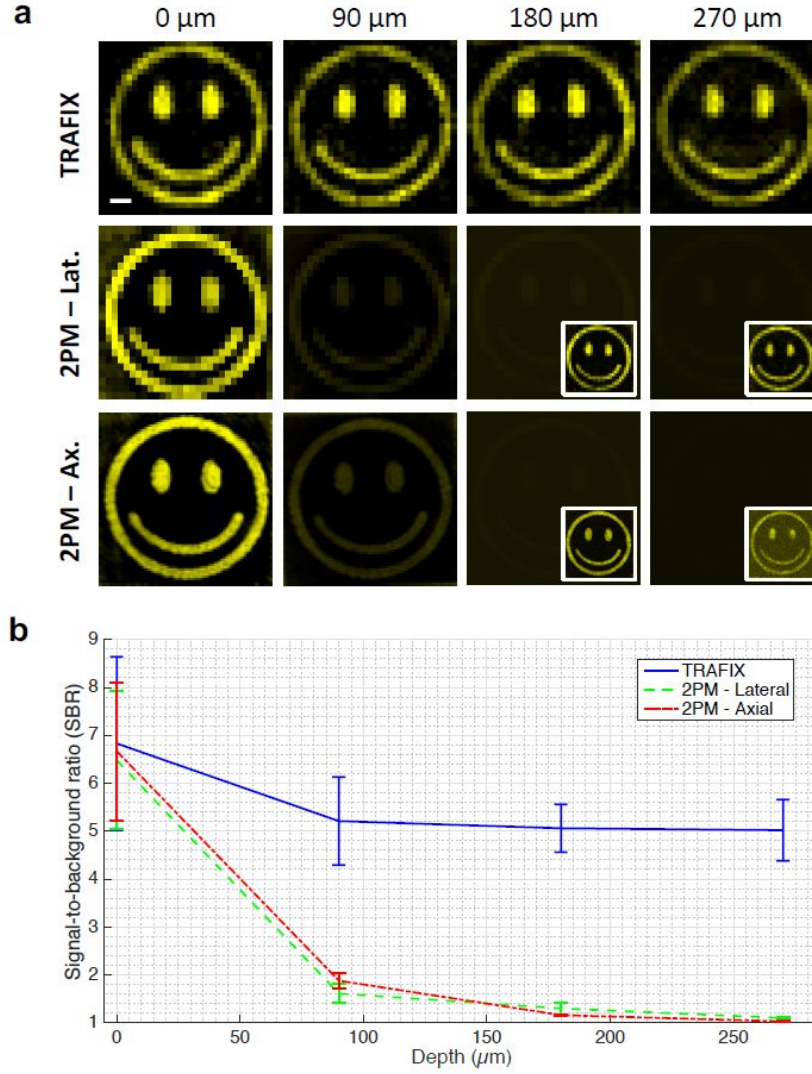 a
0 µm 90 µm 180 µm 270 µm
TRAFIX
2PM – Lat.
2PM – Ax.
b
9
8
7
6
5
4
3
2
1
Signal-to-background ratio (SBR)
TRAFIX
2PM - Lateral
2PM - Axial
0 50 100 150 200 250
Depth (µm)